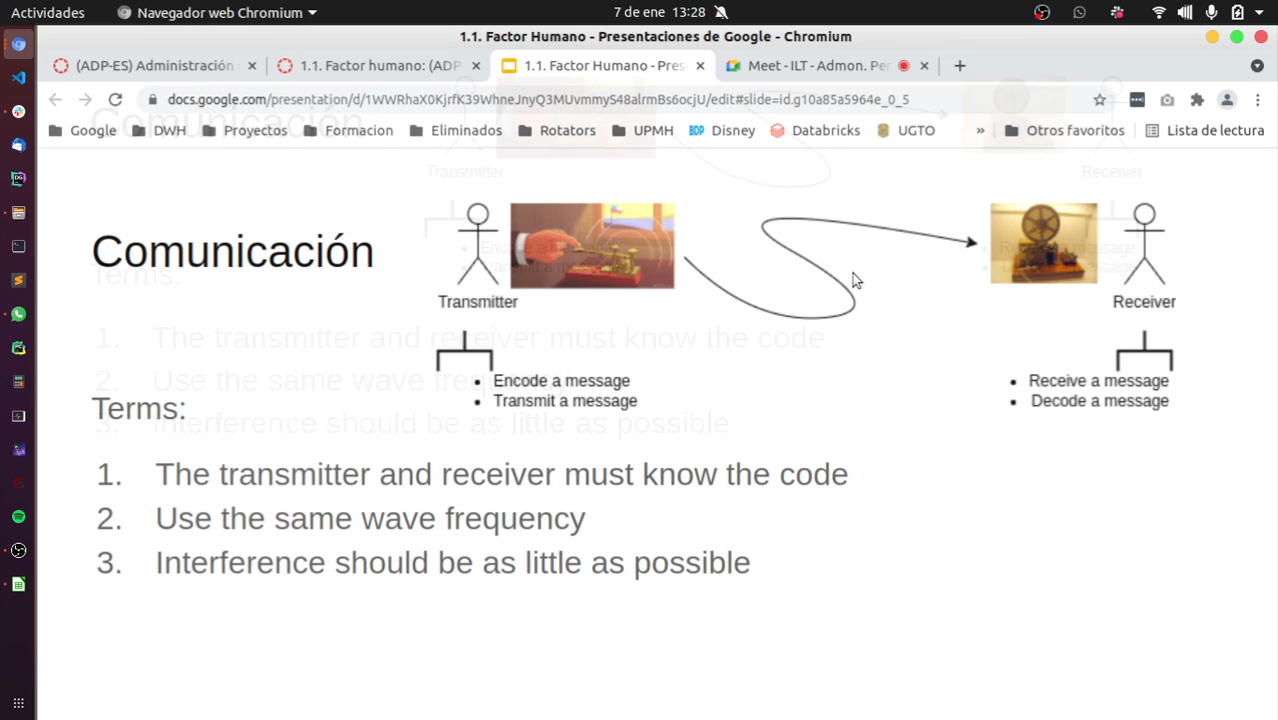 Actividades
Navegador web Chromium
7 de ene 13:28
1.1. Factor Humano - Presentaciones de Google - Chromium
(ADP-ES) Administración
1.1. Factor humano: (ADP
1.1. Factor Humano - Pres
Meet - ILT - Admon. Per
docs.google.com/presentation/d/1WWRhaX0KjrfK39WhneJnyQ3MUvmmyS48alrmBs6ocjU/edit#slide=id.g10a85a5964e_0_5
Google
DWH
Proyectos
Formacion
Eliminados
Rotators
UPMH
BDP Disney
Databricks
UGTO
»
Otros favoritos
Lista de lectura
Comunicación
Transmitter
Receiver
Encode a message
Transmit a message
Receive a message
Decode a message
Terms:
1. The transmitter and receiver must know the code
2. Use the same wave frequency
3. Interference should be as little as possible